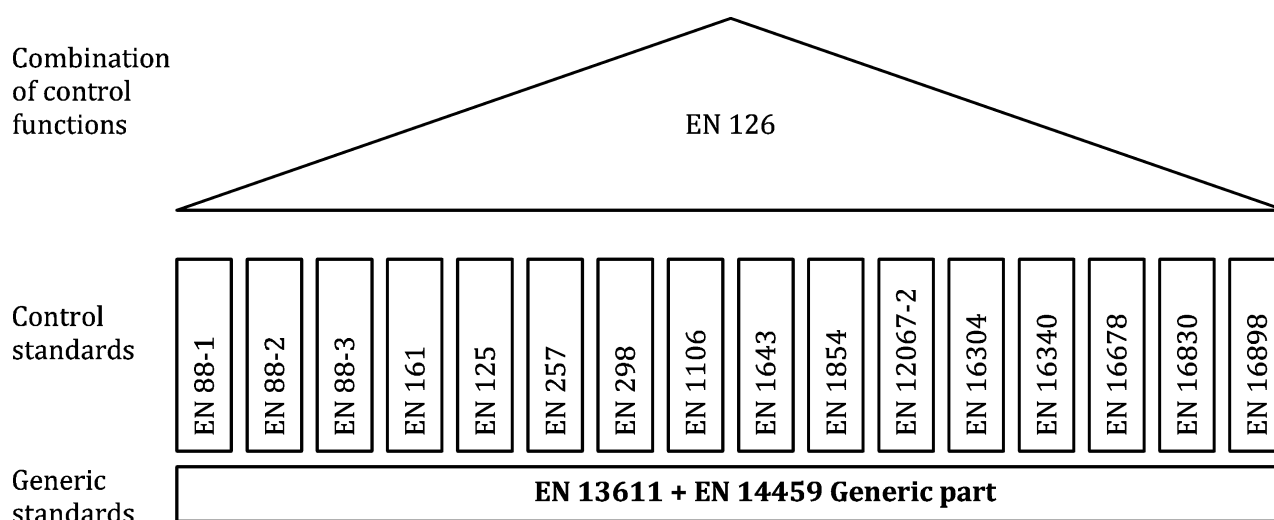 Combination
of control
functions
EN 126
Control
standards
EN 88-1
EN 88-2
EN 88-3
EN 161
EN 125
EN 257
EN 298
EN 1106
EN 1643
EN 1854
EN 12067-2
EN 16304
EN 16340
EN 16678
EN 16830
EN 16898
Generic
standards
EN 13611 + EN 14459 Generic part